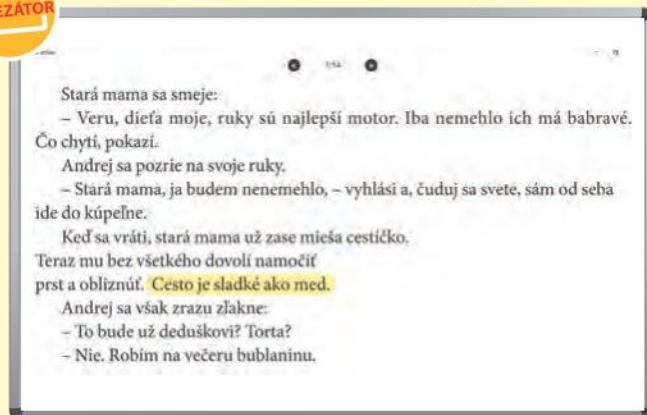 EZÁTOR
Stará mama sa smeje:
– Veru, dieťa moje, ruky sú najlepší motor. Iba nemehlo ich má babravé.
Čo chytí, pokazí.
Andrej sa pozrie na svoje ruky.
– Stará mama, ja budem nenemehlo, – vyhlási a, čuduj sa svete, sám od seba
ide do kúpeľne.
Keď sa vráti, stará mama už zase mieša cestíčko.
Teraz mu bez všetkého dovolí namočiť
prst a obliznúť. Cesto je sladké ako med.
Andrej sa však zrazu zľakne:
– To bude už deduškovi? Torta?
– Nie. Robím na večeru bublaninu.